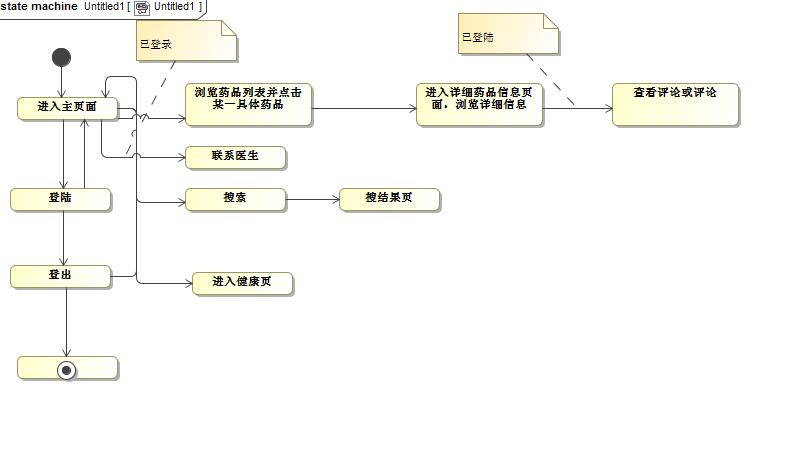 state machine Untitled1 [ Untitled1 ]
已登录
已登陆
进入主页面
浏览药品列表并点击
某一具体药品
进入详细药品信息页
面，浏览详细信息
查看评论或评论
联系医生
登陆
搜索
搜结果页
登出
进入健康页